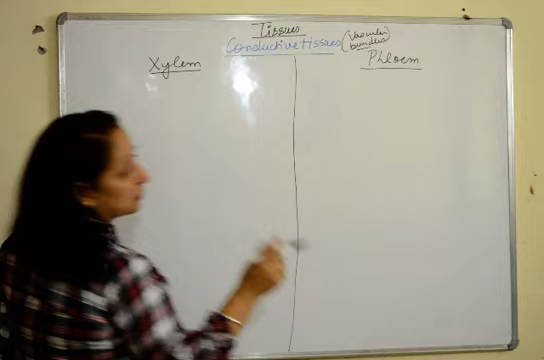 Tissues
Conductive tissues (Vascular
bundles)
Xylem
Phloem